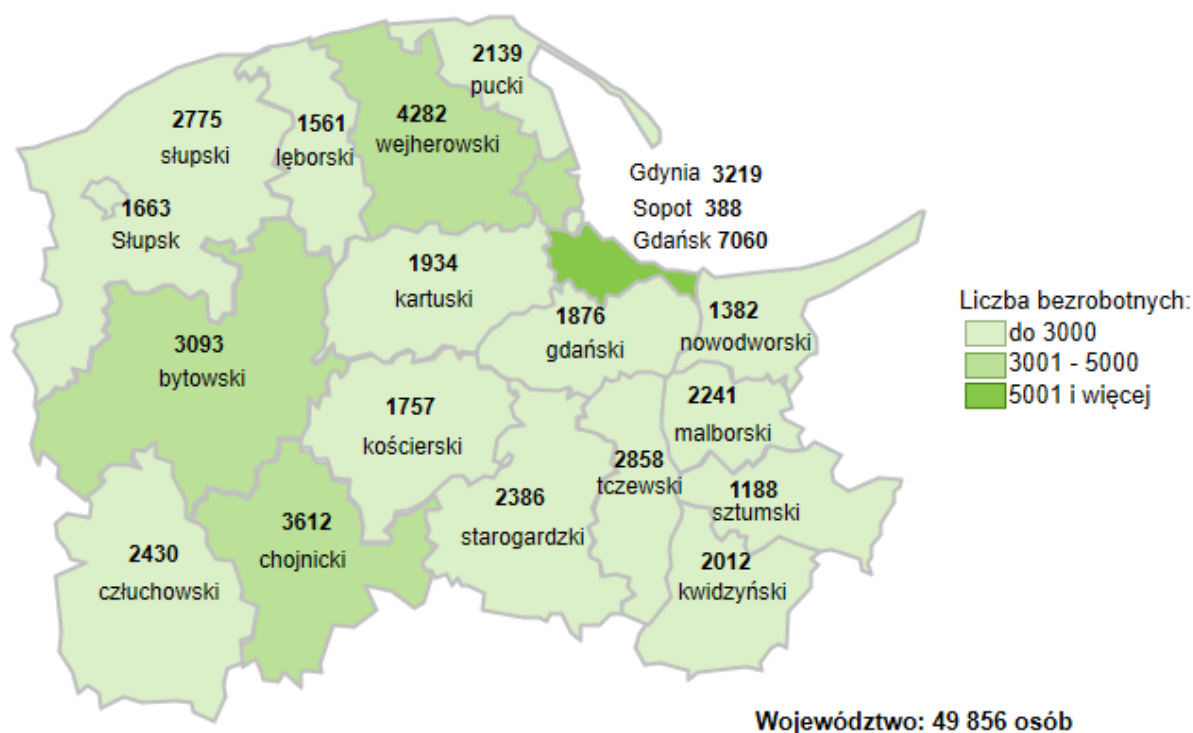 2139
pucki
4282
wejherowski
1561
lęborski
2775
słupski
Gdynia 3219
Sopot 388
Gdańsk 7060
1663
Słupsk
1934
kartuski
1876
gdański
1382
nowodworski
Liczba bezrobotnych:
do 3000
3001 - 5000
5001 i więcej
3093
bytowski
1757
kościerski
2241
malborski
2858
tczewski
2386
starogardzki
1188
sztumski
3612
chojnicki
2430
człuchowski
2012
kwidzyński
Województwo: 49 856 osób